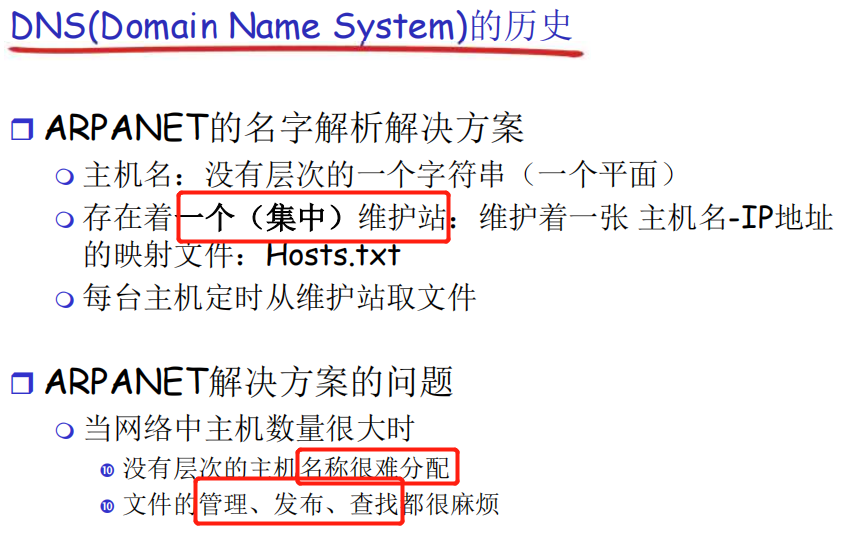 DNS(Domain Name System)的历史
ARPANET的名字解析解决方案
主机名：没有层次的一个字符串（一个平面）
存在着一个（集中）维护站：维护着一张 主机名-IP地址
的映射文件：Hosts.txt
每台主机定时从维护站取文件
ARPANET解决方案的问题
当网络中主机数量很大时
⓾ 没有层次的主机名称很难分配
⓾ 文件的管理、发布、查找都很麻烦